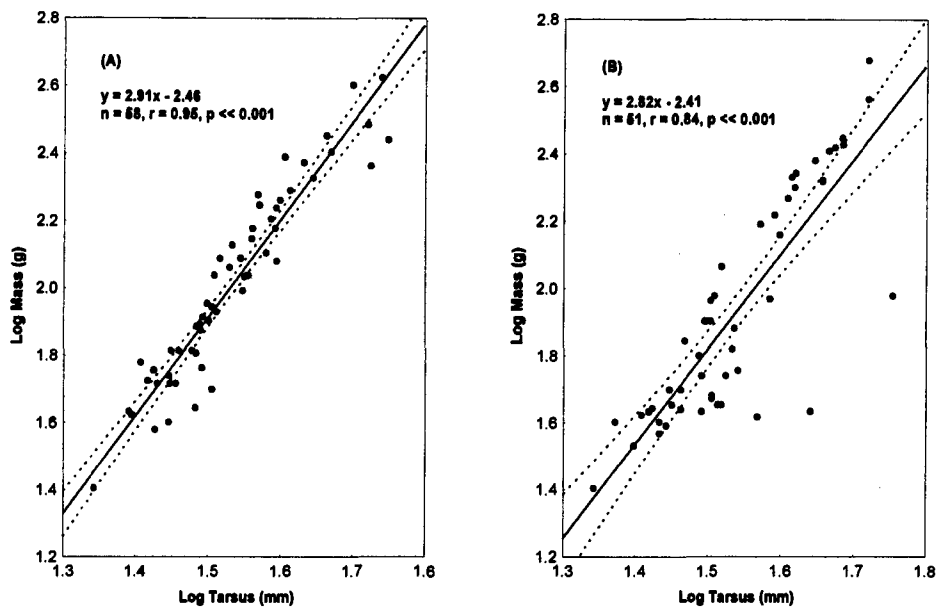 (A)
y = 2.91x - 2.46
n = 58, r = 0.95, p << 0.001
Log Mass (g)
2.8
2.6
2.4
2.2
2.0
1.8
1.6
1.4
1.2
1.3 1.4 1.5 1.6 1.7 1.8
Log Tarsus (mm)
(B)
y = 2.82x - 2.41
n = 51, r = 0.84, p << 0.001
Log Mass (g)
2.8
2.6
2.4
2.2
2.0
1.8
1.6
1.4
1.2
1.3 1.4 1.5 1.6 1.7 1.8
Log Tarsus (mm)